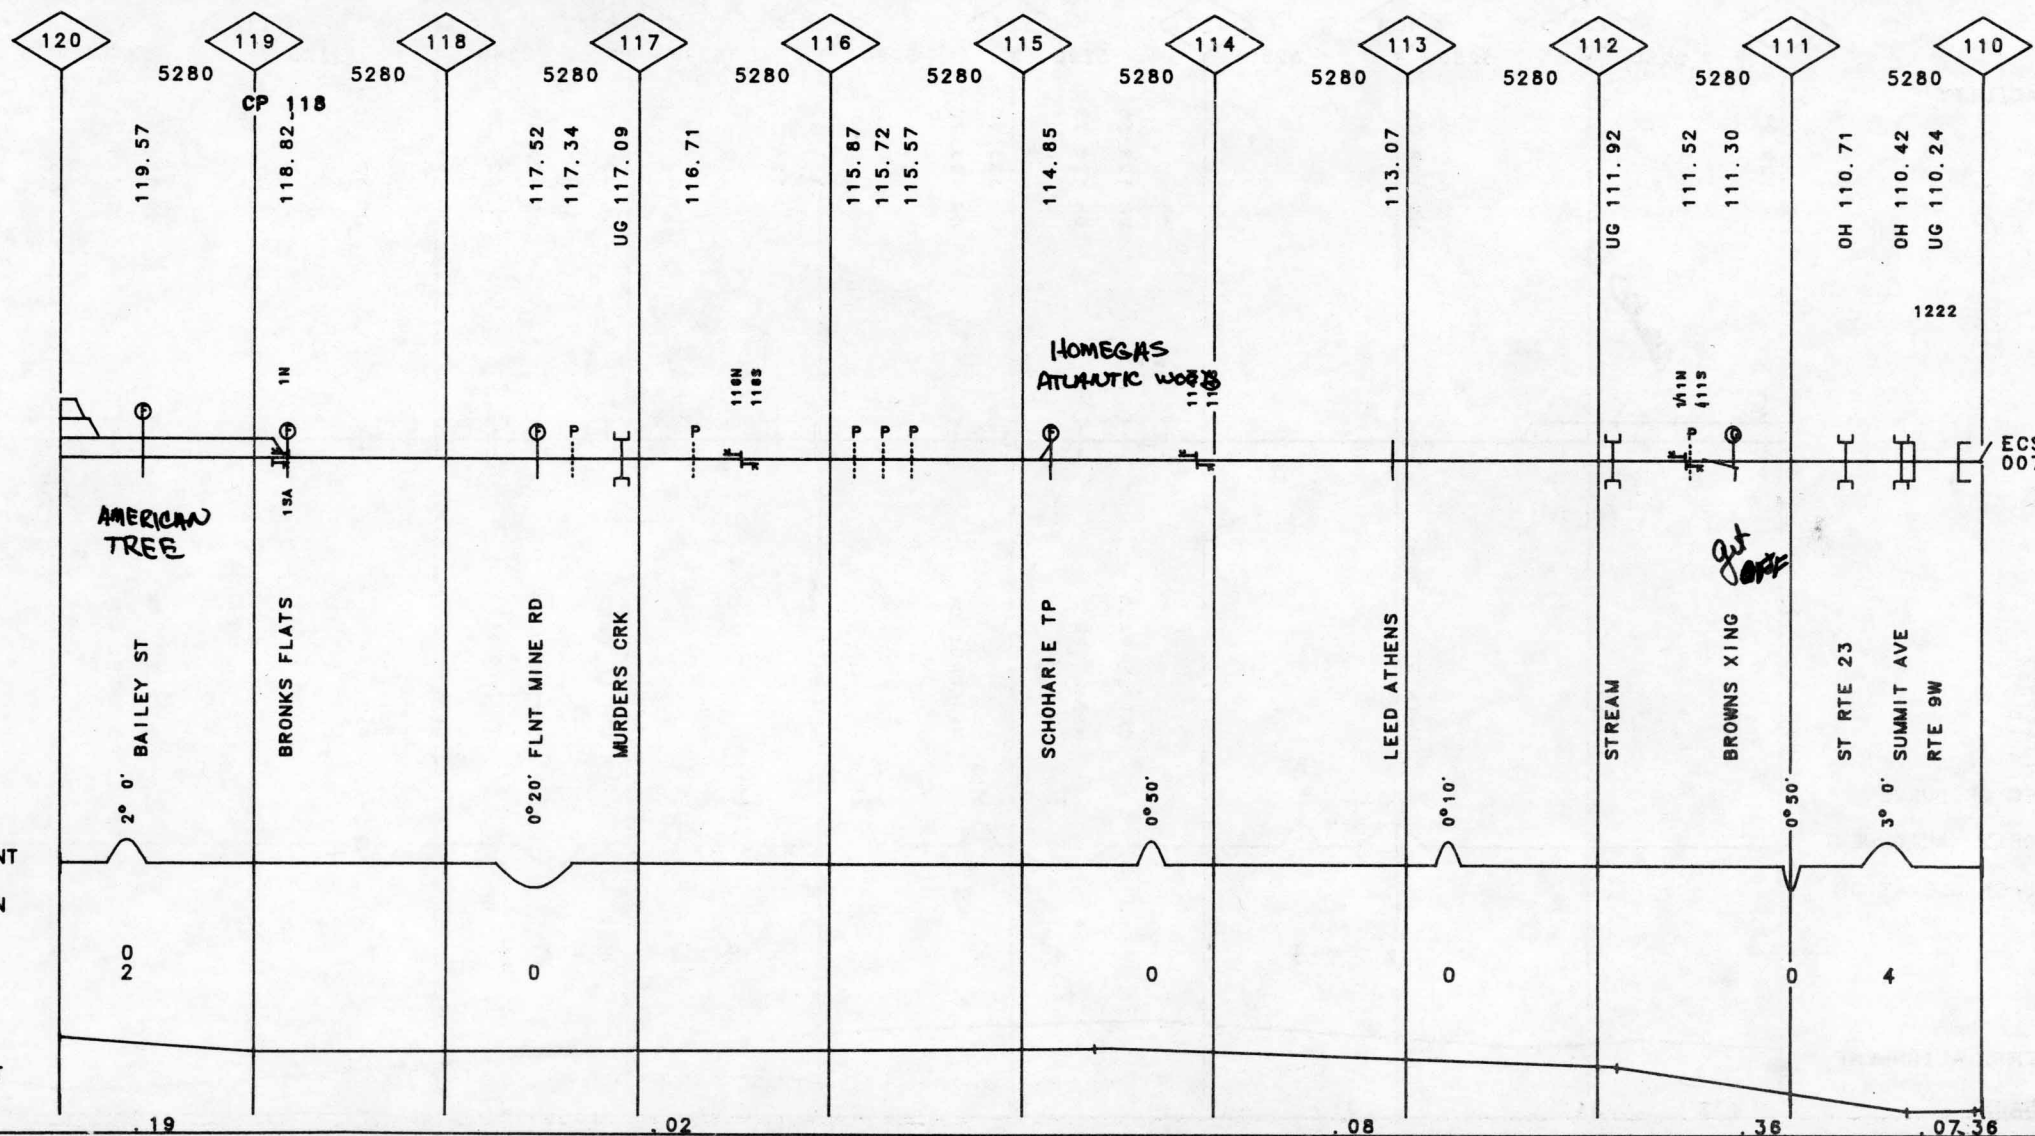 120 119 118 117 116 115 114 113 112 111 110
5280 5280 5280 5280 5280 5280 5280 5280 5280 5280
CP 118
119.57
118.82
117.52
117.34
UG 117.09
116.71
115.87
115.72
115.57
114.85
113.07
UG 111.92
111.52
111.30
OH 110.71
OH 110.42
UG 110.24
1222
HOMEGAS
ATLANTIC
1N
116N
116S
111N
111S
F F F P P P P P F P
13A
AMERICAN
TREE
get
OFF
BAILEY ST
BRONKS FLATS
FLNT MINE RD
MURDERS CRK
SCHOHARIE TP
LEED ATHENS
STREAM
BROWNS XING
ST RTE 23
SUMMIT AVE
RTE 9W
2° 0' 0°20' 0°50' 0°10' 0°50' 3° 0'
NT
N
0
2 0 0 0 0 4
.19 .02 .08 .36 .07 .36